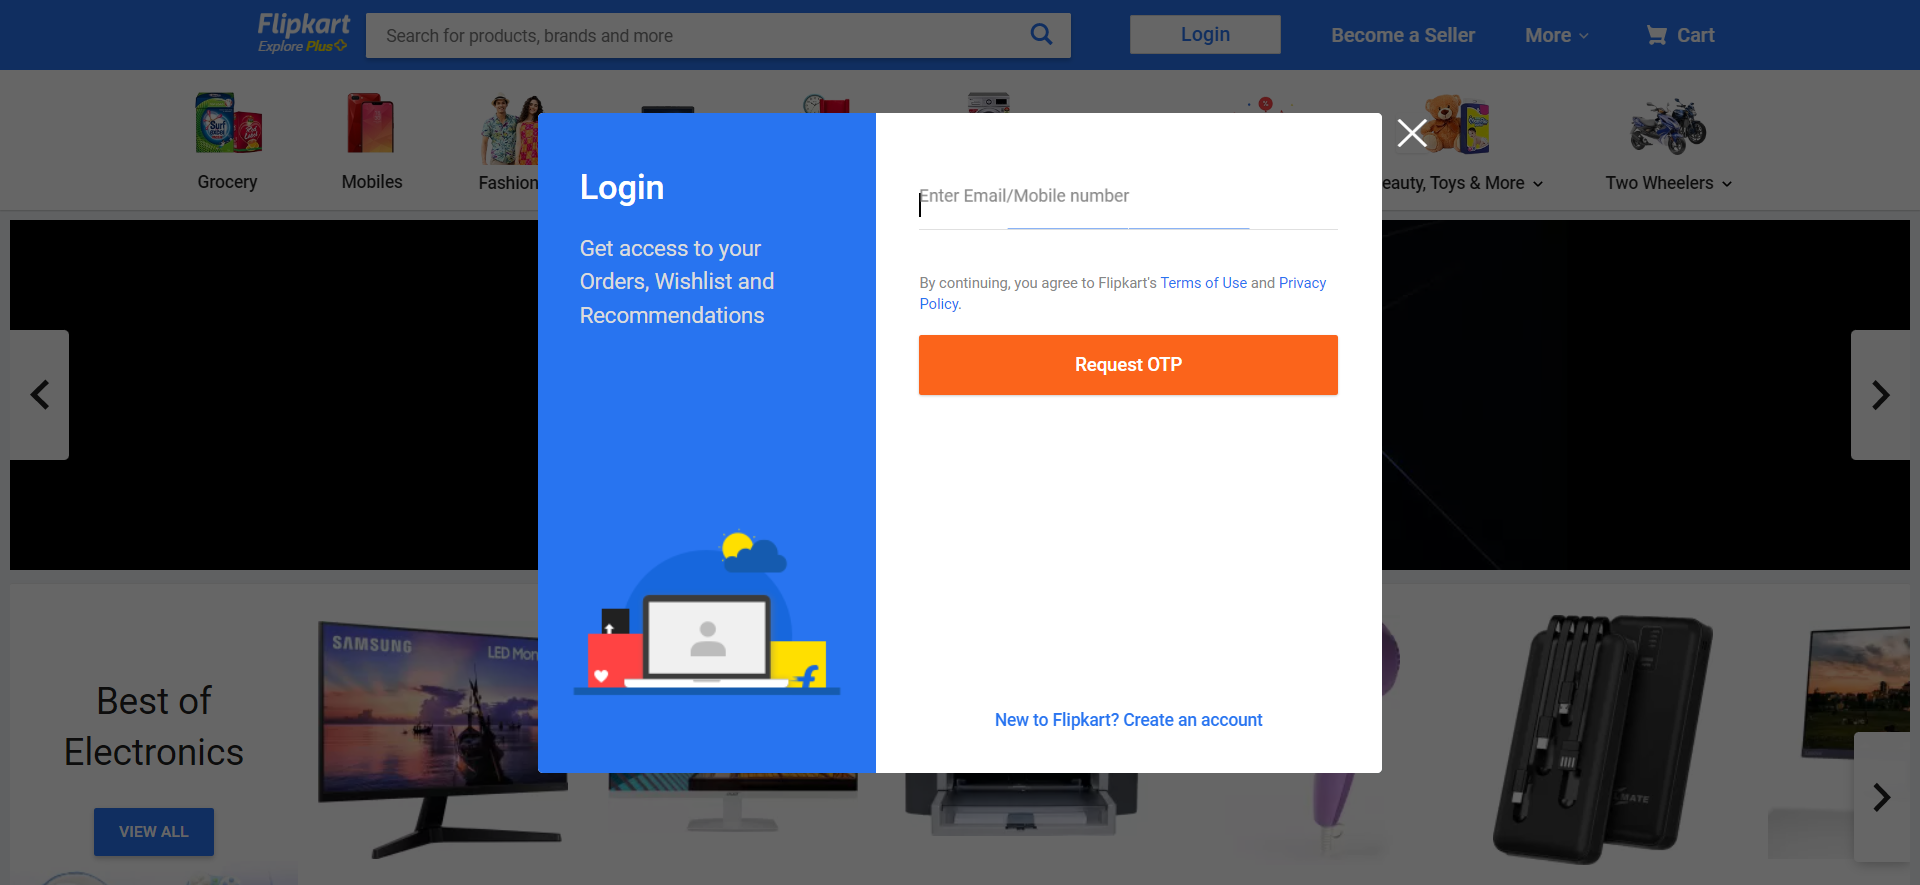 Flipkart
Explore Plus
Search for products, brands and more
Login
Become a Seller
More
Cart
Grocery
Mobiles
Fashion
eauty, Toys & More
Two Wheelers
Login
Get access to your
Orders, Wishlist and
Recommendations
Enter Email/Mobile number
By continuing, you agree to Flipkart's Terms of Use and Privacy
Policy.
Request OTP
New to Flipkart? Create an account
Best of
Electronics
VIEW ALL
SAMSUNG
LED Mon
Surf
MATE